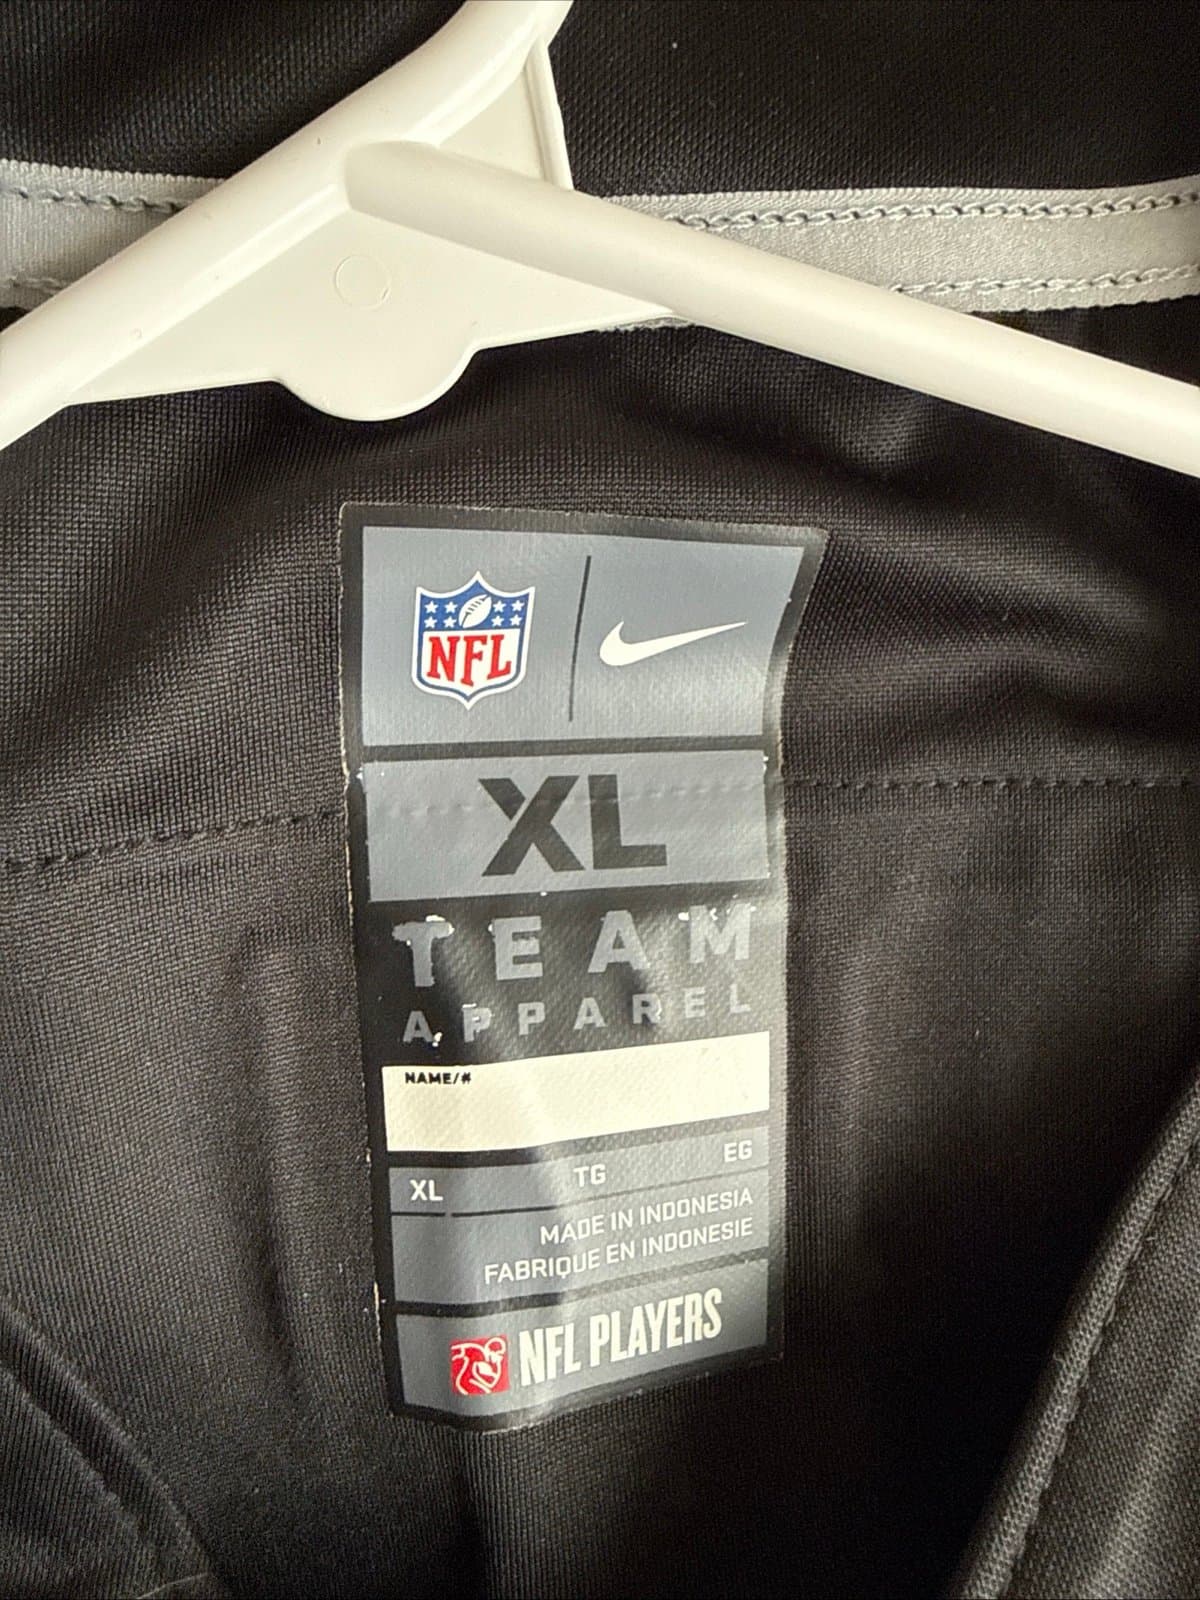 NFL
XL
TEAM
APPAREL
NAME/#
XL TG EG
MADE IN INDONESIA
FABRIQUE EN INDONESIE
NFL PLAYERS